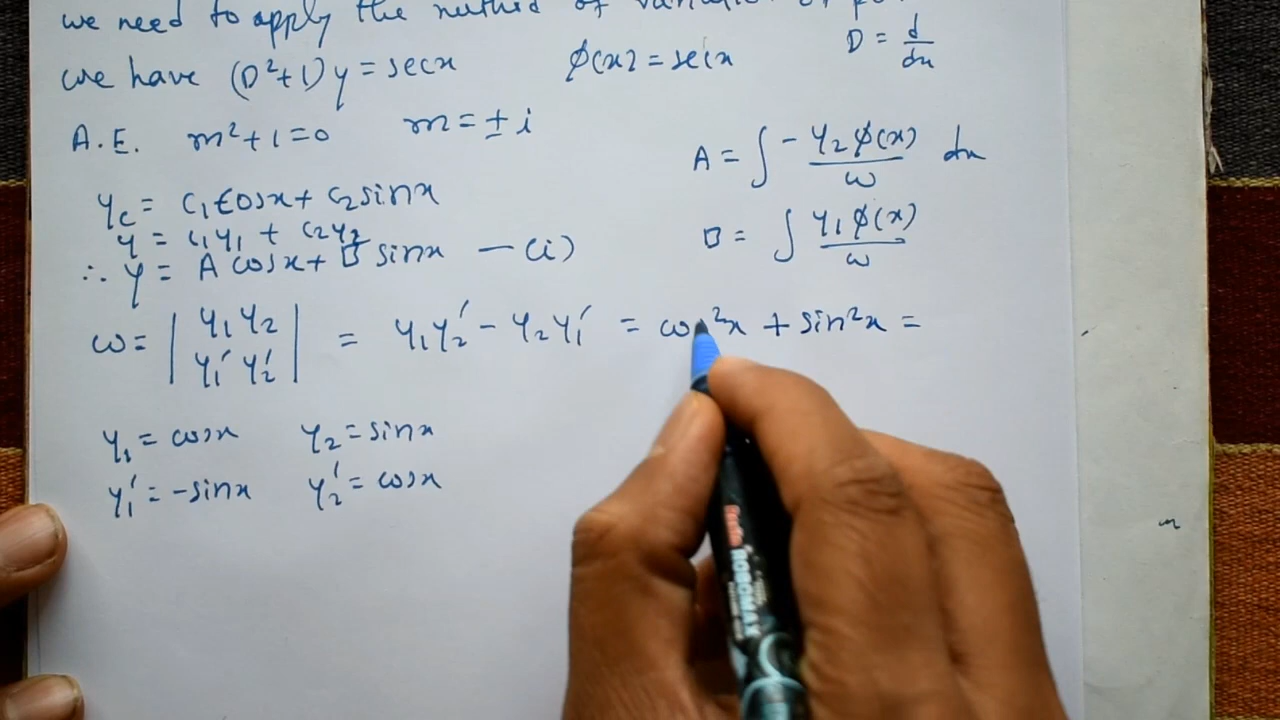 we need to apply the method of variation of
we have (D²+1)y = secx    φ(x) = secx    D = d/dx
A.E.    m²+1=0    m = ± i
A = ∫ - y₂φ(x)/ω dx
y_c = c₁cosx + c₂sinx
y = c₁y₁ + c₂y₂
B = ∫ y₁φ(x)/ω
∴ y = A cosx + B sinx — (i)
ω = | y₁ y₂ | = y₁y₂′ - y₂y₁′ = cos²x + sin²x =
| y₁′ y₂′ |
y₁ = cosx    y₂ = sinx
y₁′ = -sinx    y₂′ = cosx